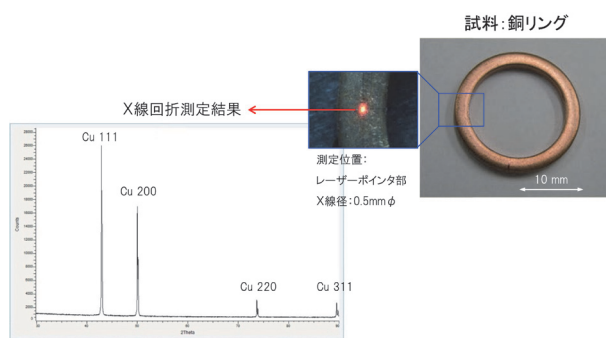 試料：銅リング
X線回折測定結果
測定位置：
レーザーポインタ部
X線径：0.5mmφ
10 mm
Cu 111
Cu 200
Cu 220
Cu 311
Counts
2Theta